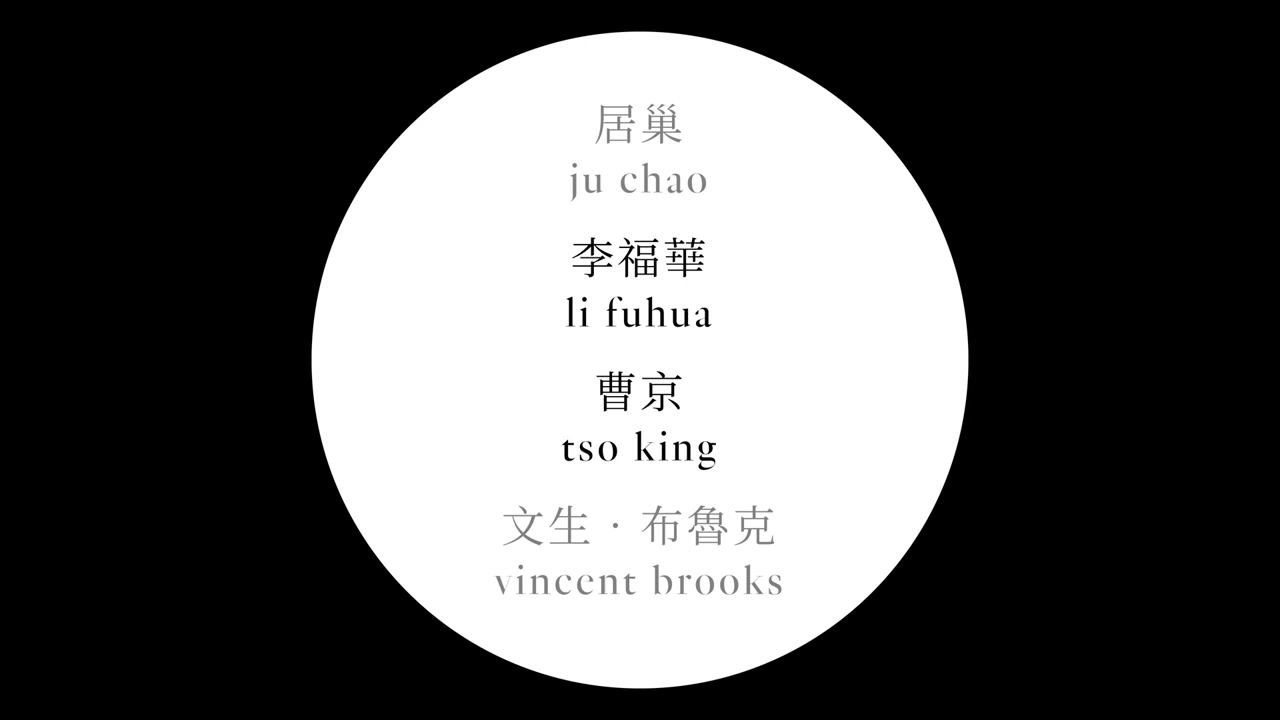 居巢
ju chao
李福華
li fuhua
曹京
tso king
文生·布魯克
vincent brooks